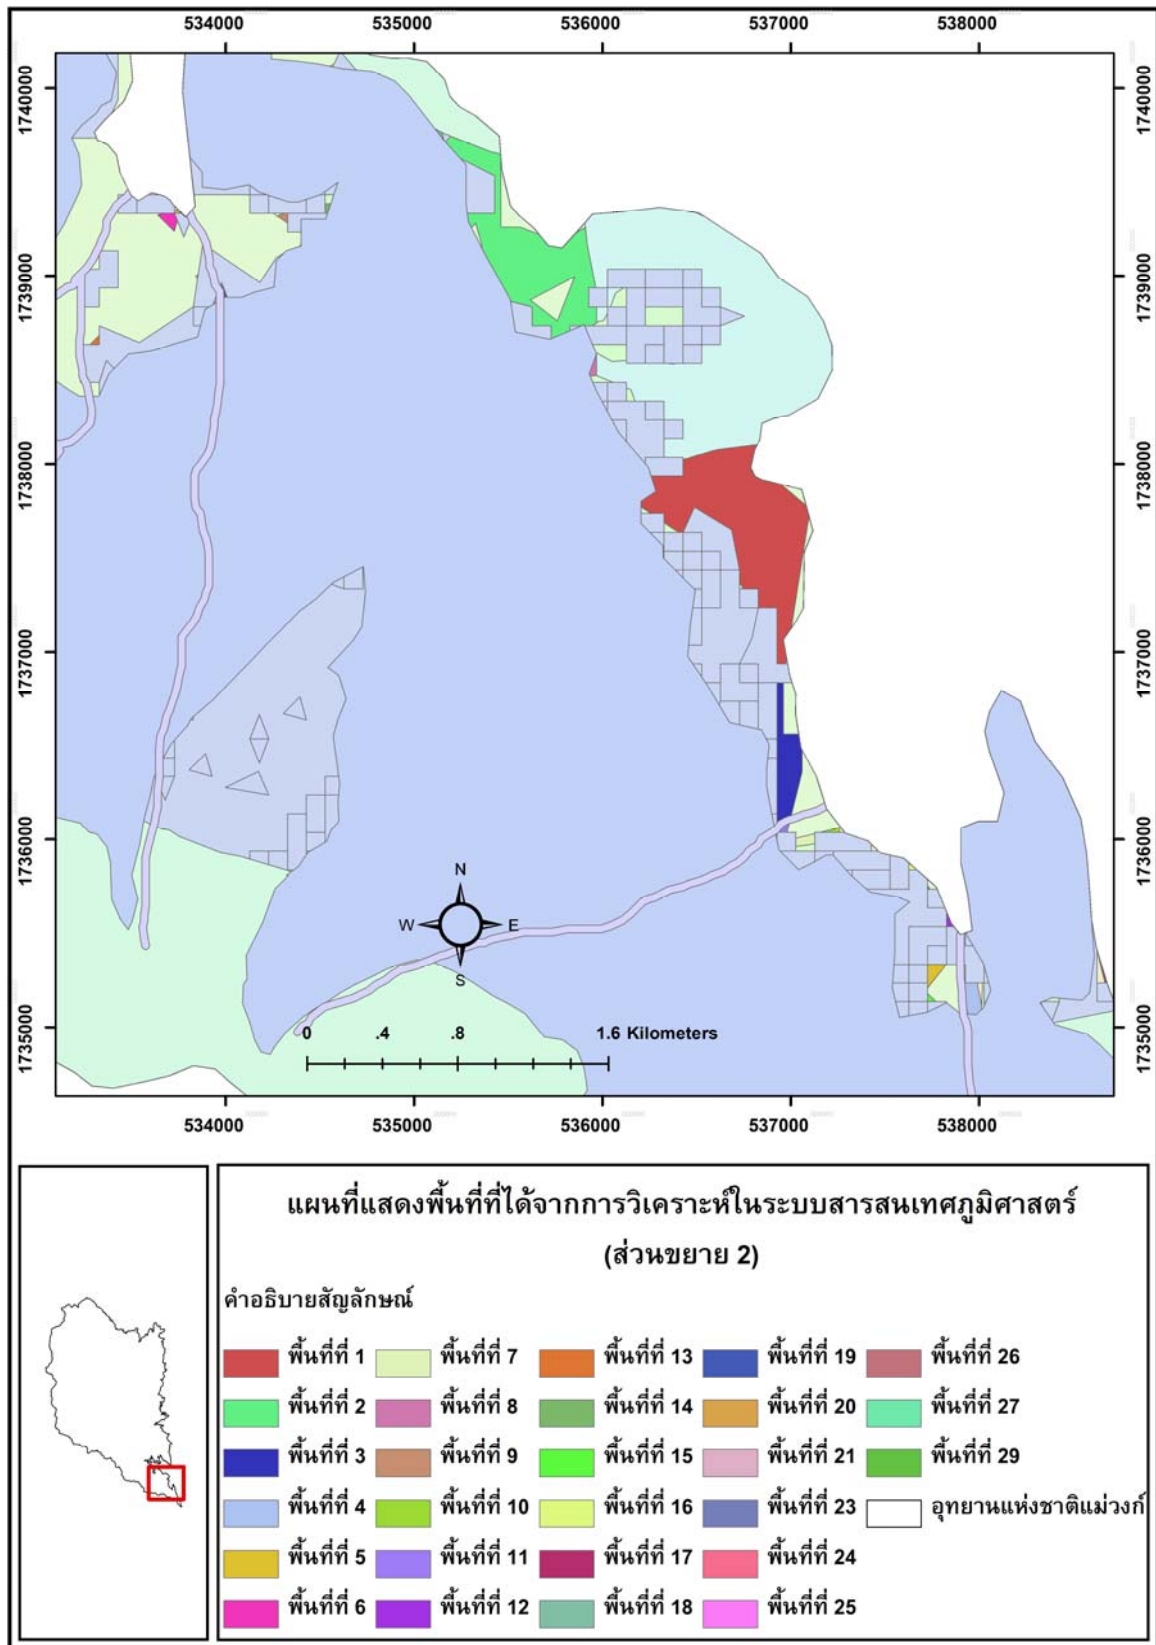 534000 535000 536000 537000 538000
1740000 1740000
1739000 1739000
1738000 1738000
1737000 1737000
1736000 1736000
1735000 1735000
N
W E
S
0 .4 .8 1.6 Kilometers
534000 535000 536000 537000 538000
แผนที่แสดงพื้นที่ที่ได้จากการวิเคราะห์ในระบบสารสนเทศภูมิศาสตร์
(ส่วนขยาย 2)
คำอธิบายสัญลักษณ์
พื้นที่ที่ 1 พื้นที่ที่ 7 พื้นที่ที่ 13 พื้นที่ที่ 19 พื้นที่ที่ 26
พื้นที่ที่ 2 พื้นที่ที่ 8 พื้นที่ที่ 14 พื้นที่ที่ 20 พื้นที่ที่ 27
พื้นที่ที่ 3 พื้นที่ที่ 9 พื้นที่ที่ 15 พื้นที่ที่ 21 พื้นที่ที่ 29
พื้นที่ที่ 4 พื้นที่ที่ 10 พื้นที่ที่ 16 พื้นที่ที่ 23 อุทยานแห่งชาติแม่วงก์
พื้นที่ที่ 5 พื้นที่ที่ 11 พื้นที่ที่ 17 พื้นที่ที่ 24
พื้นที่ที่ 6 พื้นที่ที่ 12 พื้นที่ที่ 18 พื้นที่ที่ 25